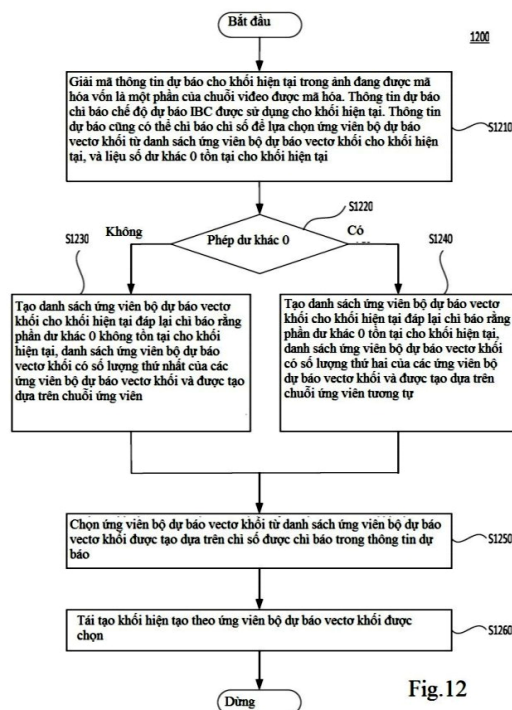 Bắt đầu
1200
Giải mã thông tin dự báo cho khối hiện tại trong ảnh đang được mã
hóa vốn là một phần của chuỗi viđeo được mã hóa. Thông tin dự báo
chỉ báo chế độ dự báo IBC được sử dụng cho khối hiện tại. Thông tin
dự báo cũng có thể chỉ báo chỉ số để lựa chọn ứng viên bộ dự báo
vectơ khối từ danh sách ứng viên bộ dự báo vectơ khối cho khối hiện
tại, và liệu số dư khác 0 tồn tại cho khối hiện tại
S1210
S1220
Phép dư khác 0
Không
Có
S1230
S1240
Tạo danh sách ứng viên bộ dự báo vectơ
khối cho khối hiện tại đáp lại chỉ báo rằng
phần dư khác 0 không tồn tại cho khối
hiện tại, danh sách ứng viên bộ dự báo
vectơ khối có số lượng thứ nhất của các
ứng viên bộ dự báo vectơ khối và được tạo
dựa trên chuỗi ứng viên
Tạo danh sách ứng viên bộ dự báo vectơ
khối cho khối hiện tại đáp lại chỉ báo rằng
phần dư khác 0 tồn tại cho khối hiện tại,
danh sách ứng viên bộ dự báo vectơ khối
có số lượng thứ hai của các ứng viên bộ
dự báo vectơ khối và được tạo dựa trên
chuỗi ứng viên tương tự
Chọn ứng viên bộ dự báo vectơ khối từ danh sách ứng viên bộ dự báo
vectơ khối được tạo dựa trên chỉ số được chỉ báo trong thông tin dự
báo
S1250
Tái tạo khối hiện tạo theo ứng viên bộ dự báo vectơ khối được
chọn
S1260
Dừng
Fig.12